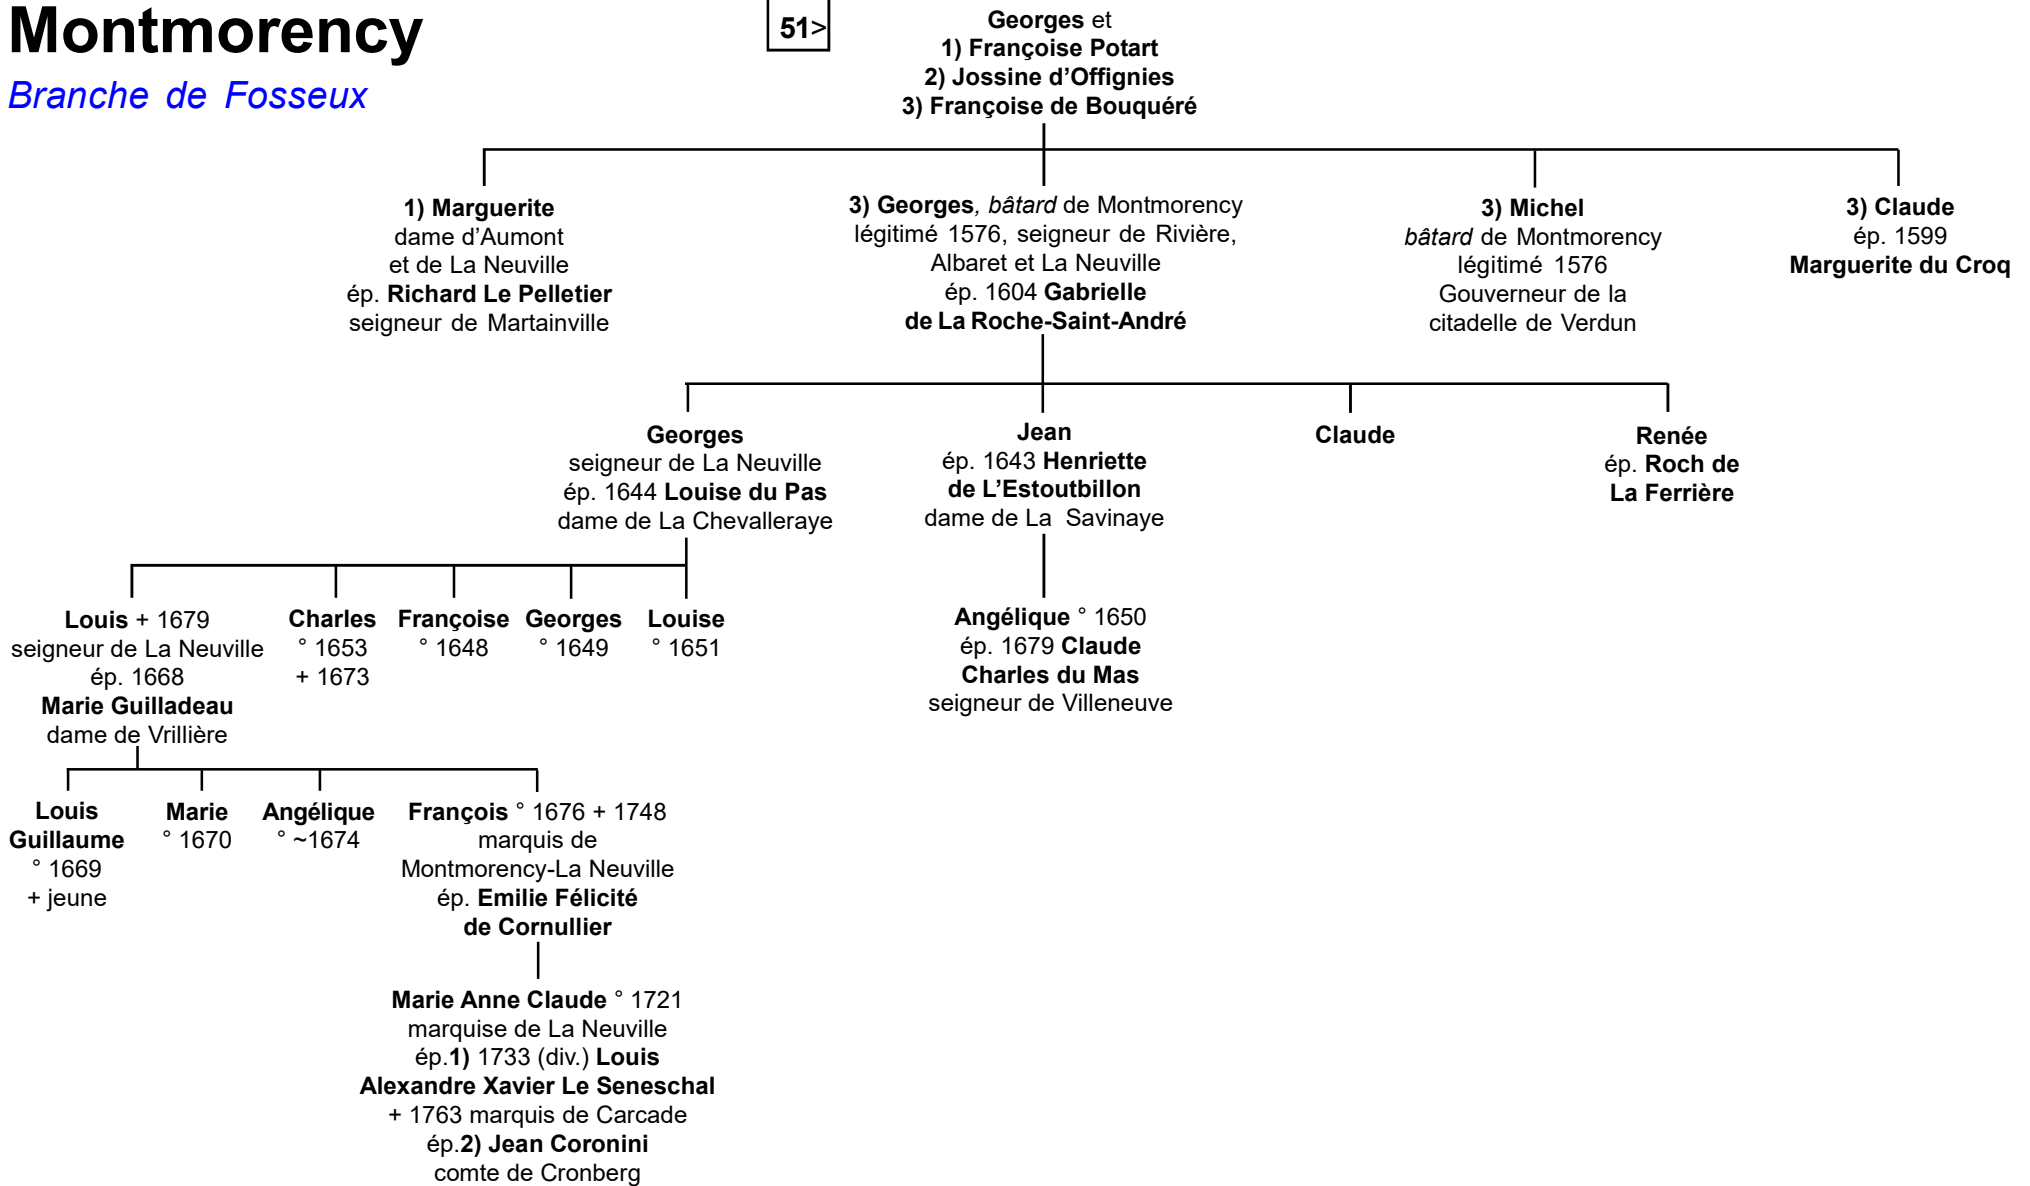 Montmorency
Branche de Fosseux
51>
Georges et
1) Françoise Potart
2) Jossine d’Offignies
3) Françoise de Bouquéré
1) Marguerite
dame d’Aumont
et de La Neuville
ép. Richard Le Pelletier
seigneur de Martainville
3) Georges, bâtard de Montmorency
légitimé 1576, seigneur de Rivière,
Albaret et La Neuville
ép. 1604 Gabrielle
de La Roche-Saint-André
3) Michel
bâtard de Montmorency
légitimé 1576
Gouverneur de la
citadelle de Verdun
3) Claude
ép. 1599
Marguerite du Croq
Georges
seigneur de La Neuville
ép. 1644 Louise du Pas
dame de La Chevalleraye
Jean
ép. 1643 Henriette
de L’Estoutbillon
dame de La Savinaye
Claude
Renée
ép. Roch de
La Ferrière
Louis + 1679
seigneur de La Neuville
ép. 1668
Marie Guilladeau
dame de Vrillière
Charles
° 1653
+ 1673
Françoise
° 1648
Georges
° 1649
Louise
° 1651
Angélique ° 1650
ép. 1679 Claude
Charles du Mas
seigneur de Villeneuve
Louis
Guillaume
° 1669
+ jeune
Marie
° 1670
Angélique
° ~1674
François ° 1676 + 1748
marquis de
Montmorency-La Neuville
ép. Emilie Félicité
de Cornullier
Marie Anne Claude ° 1721
marquise de La Neuville
ép.1) 1733 (div.) Louis
Alexandre Xavier Le Seneschal
+ 1763 marquis de Carcade
ép.2) Jean Coronini
comte de Cronberg